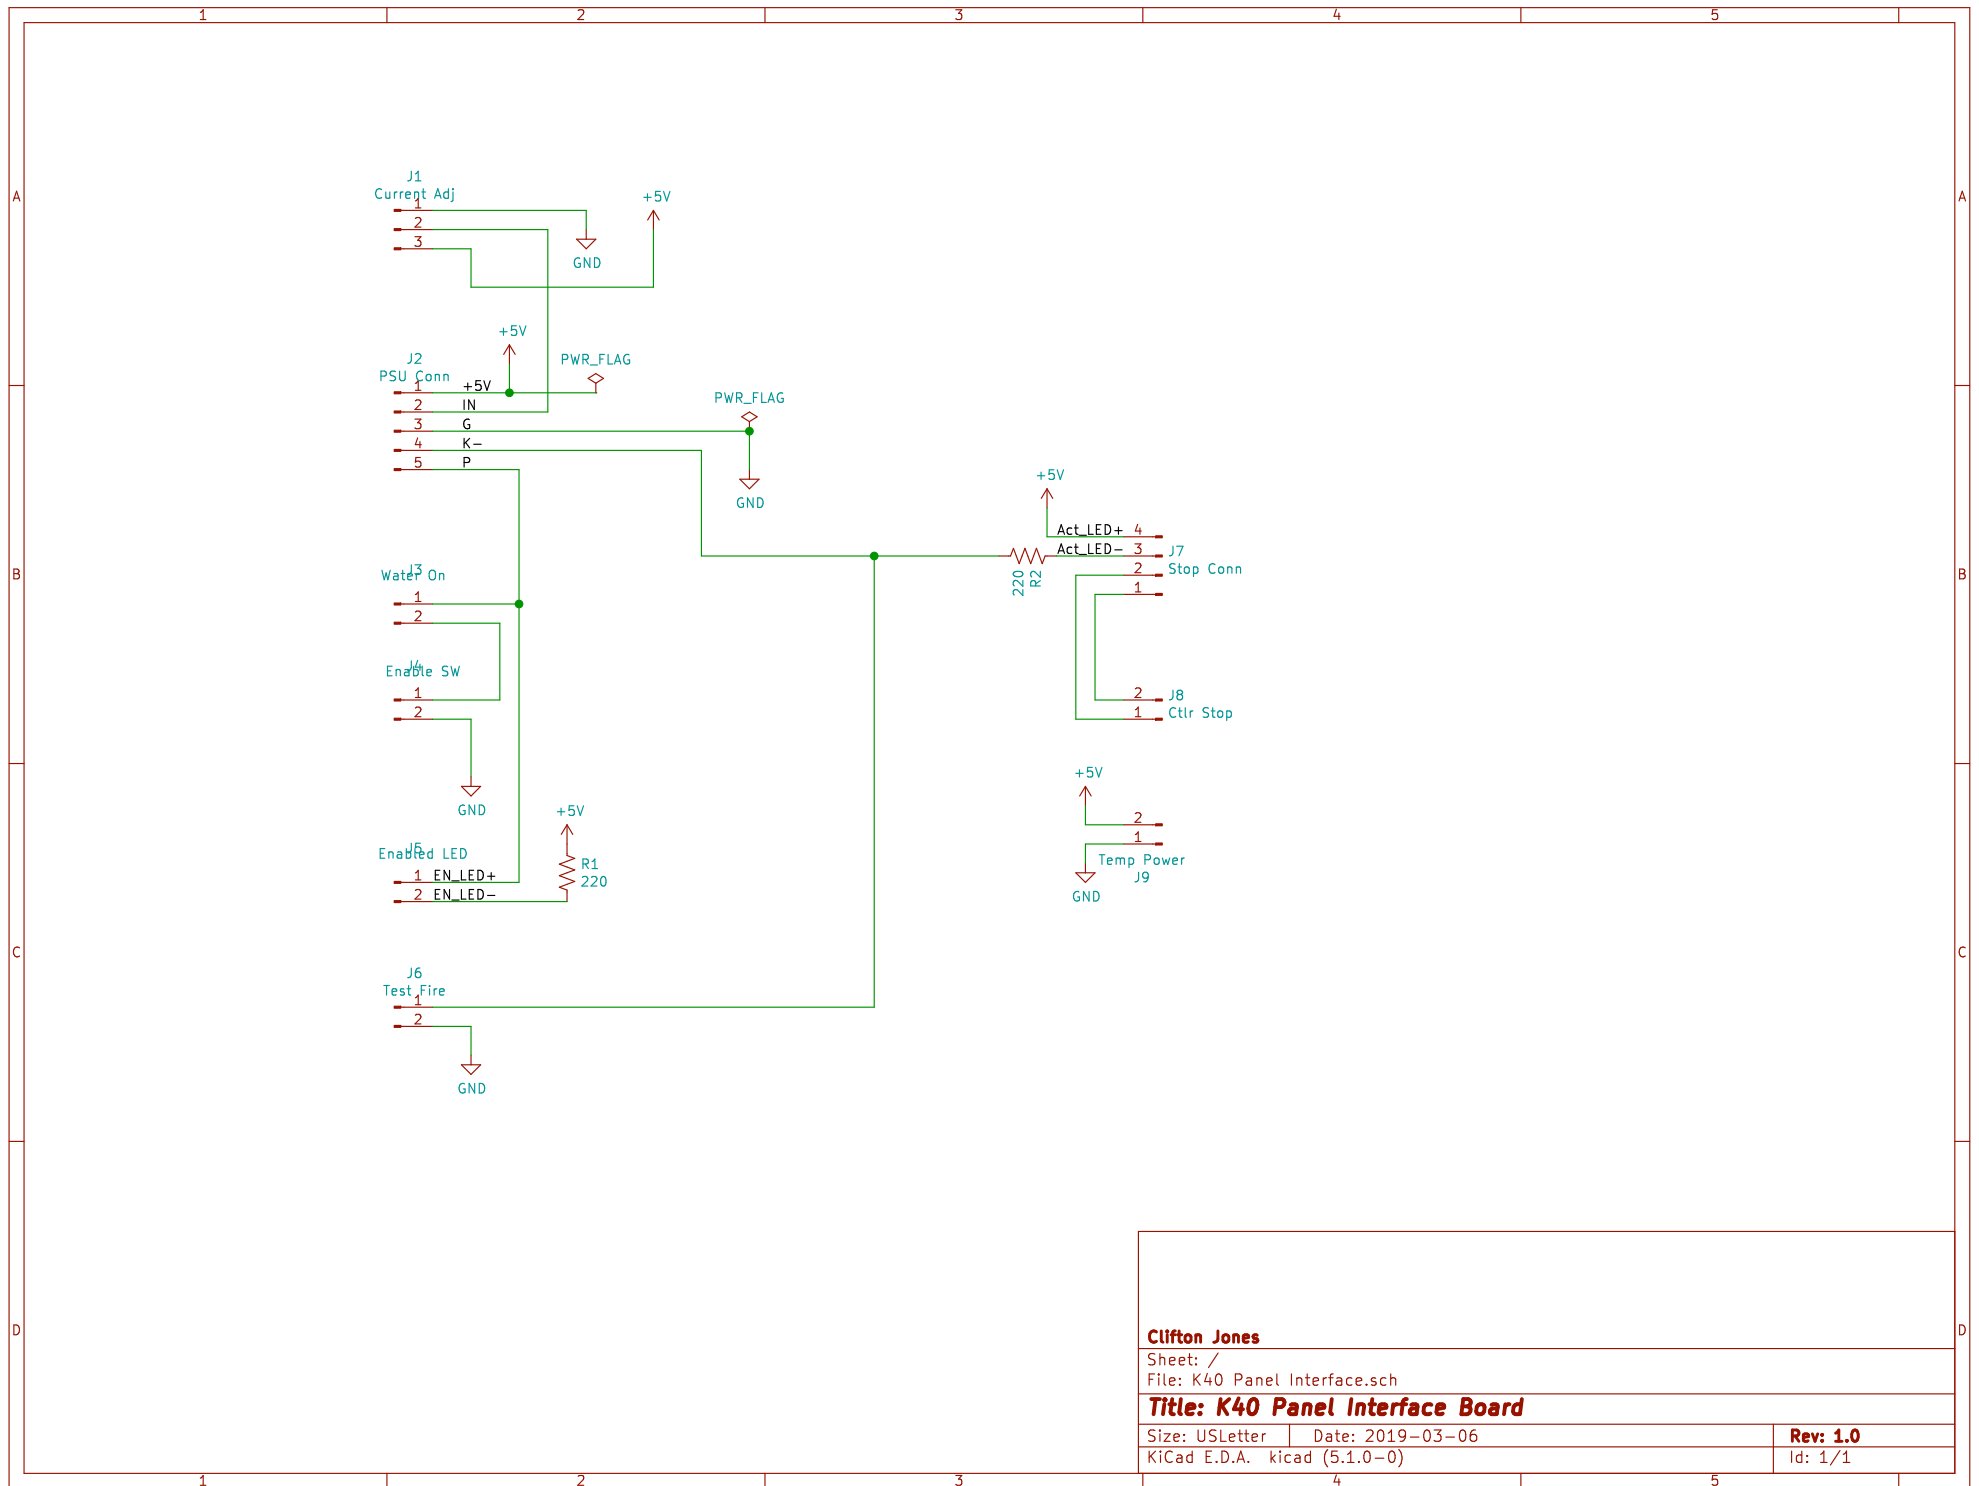 1 2 3 4 5
A A
J1
Current Adj
1
2
3
GND
+5V
+5V
PWR_FLAG
J2
PSU Conn
1 +5V
2 IN
3 G
4 K-
5 P
PWR_FLAG
GND
+5V
Act_LED+ 4
Act_LED- 3
2
1
J7
Stop Conn
220
R2
B B
J3
Water On
1
2
J4
Enable SW
1
2
GND
2
1
J8
Ctlr Stop
+5V
2
1
Temp Power
J9
GND
+5V
R1
220
J5
Enabled LED
1 EN_LED+
2 EN_LED-
C C
J6
Test Fire
1
2
GND
D D
Clifton Jones
Sheet: /
File: K40 Panel Interface.sch
Title: K40 Panel Interface Board
Size: USLetter Date: 2019-03-06 Rev: 1.0
KiCad E.D.A. kicad (5.1.0-0) Id: 1/1
1 2 3 4 5